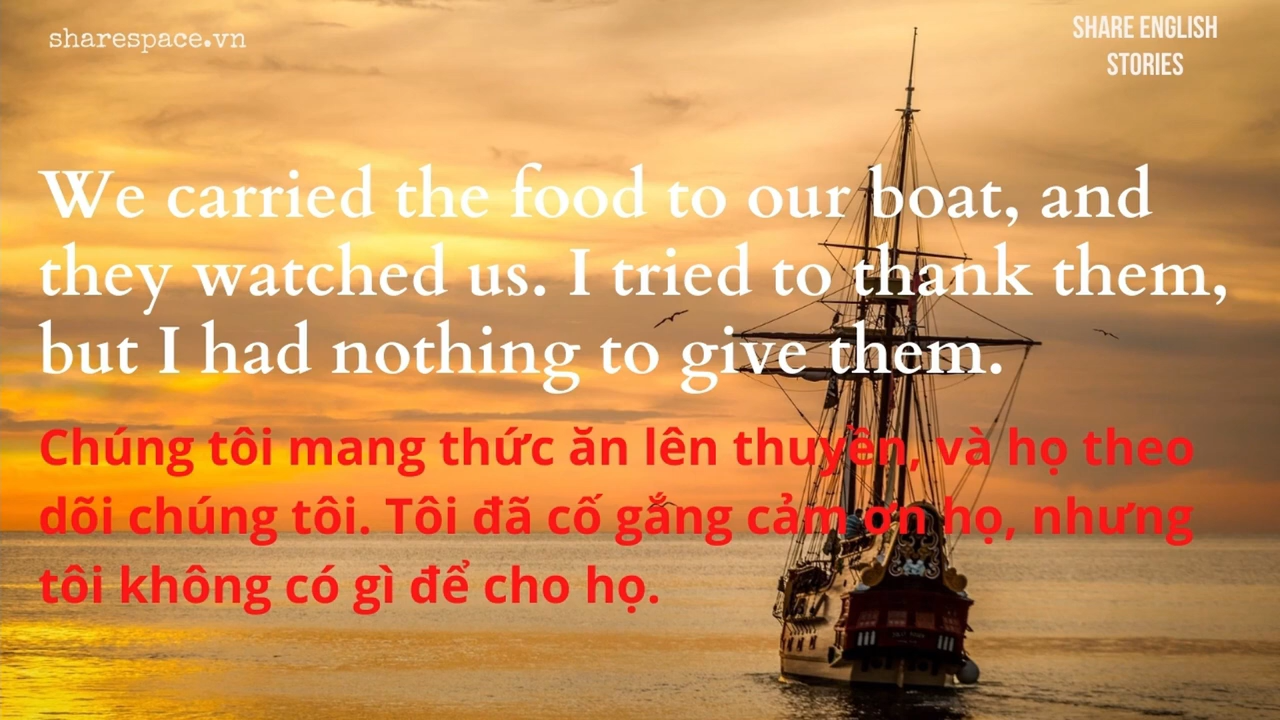 sharespace.vn
SHARE ENGLISH
STORIES
We carried the food to our boat, and
they watched us. I tried to thank them,
but I had nothing to give them.
Chúng tôi mang thức ăn lên thuyền, và họ theo
dõi chúng tôi. Tôi đã cố gắng cảm ơn họ, nhưng
tôi không có gì để cho họ.